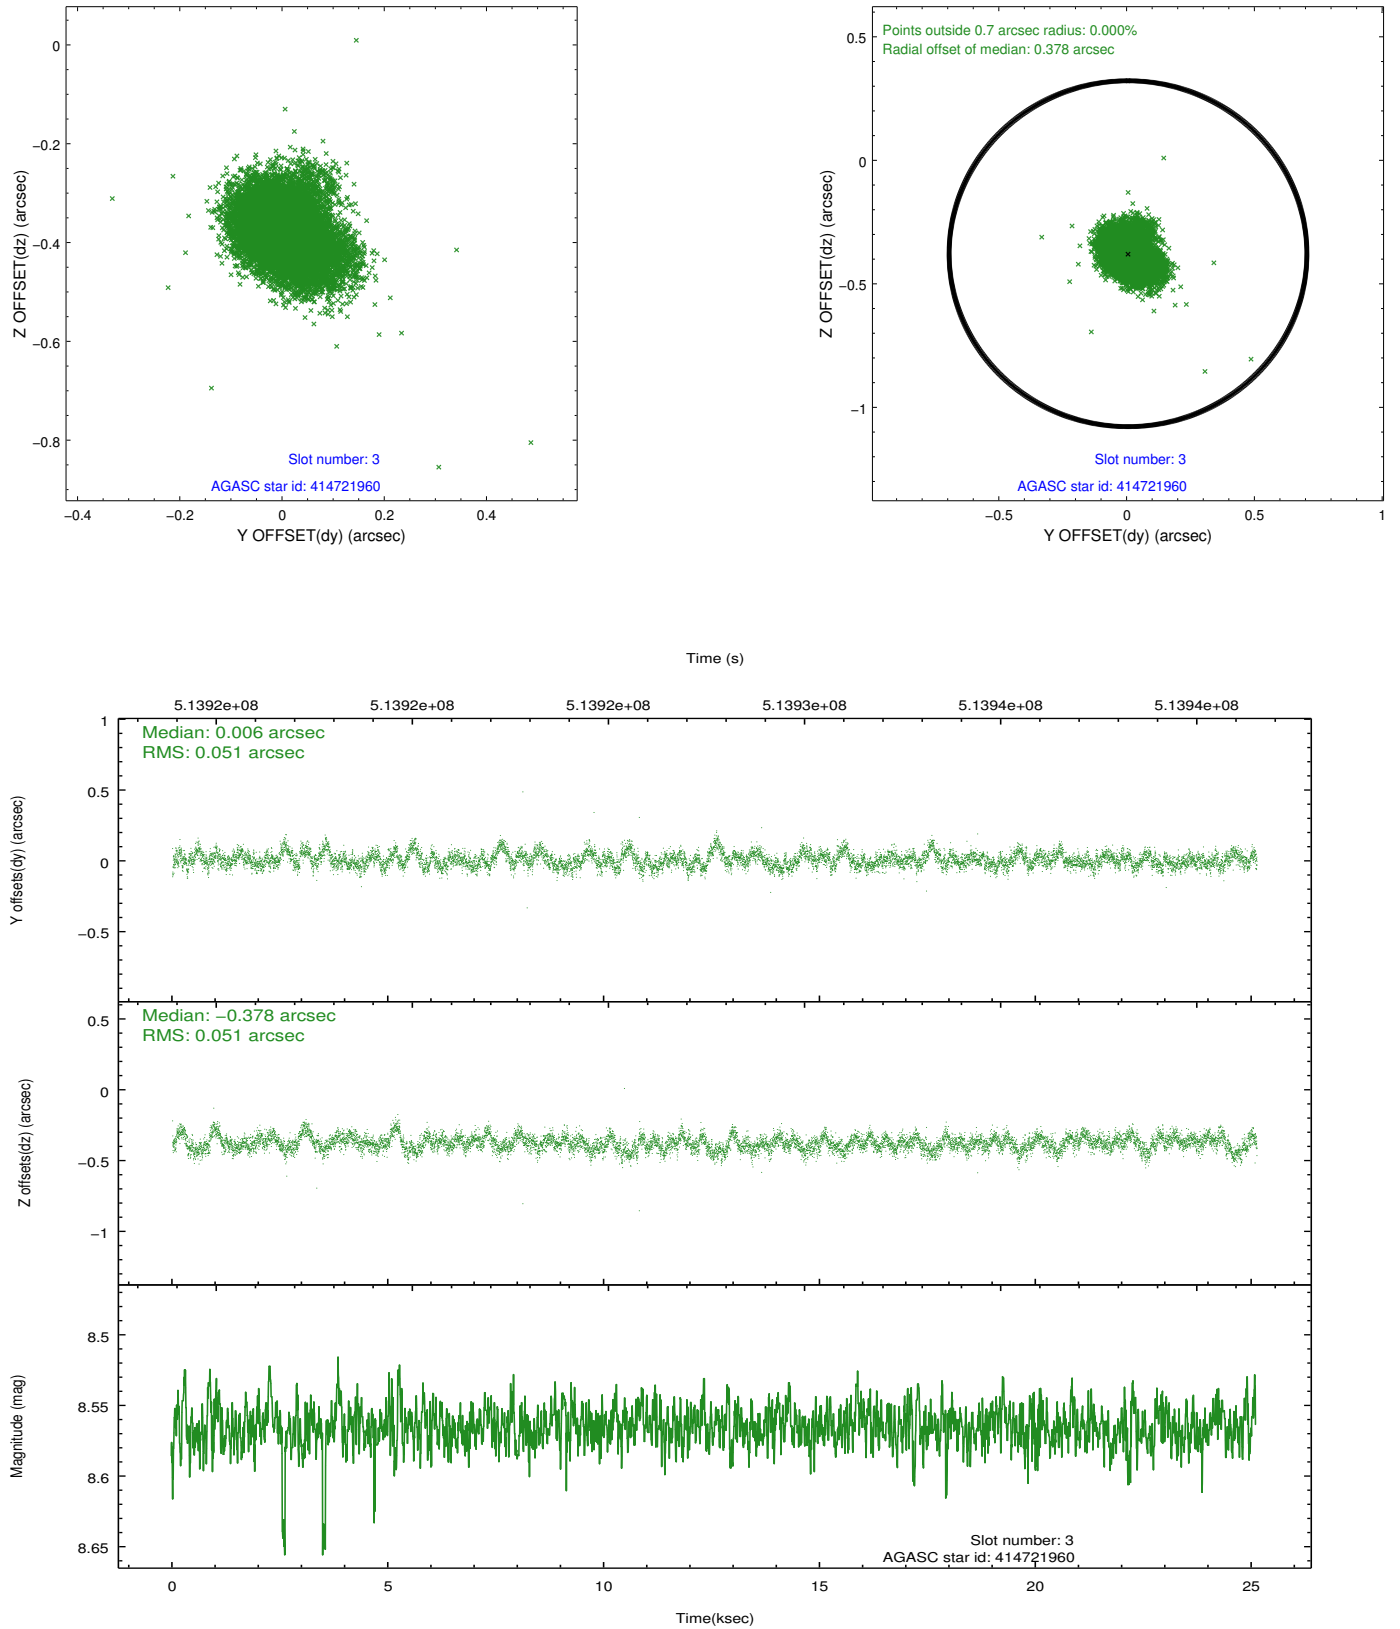 0
−0.2
−0.4
−0.6
−0.8
Z OFFSET(dz) (arcsec)
Slot number: 3
AGASC star id: 414721960
−0.4
−0.2
0
0.2
0.4
Y OFFSET(dy) (arcsec)
Points outside 0.7 arcsec radius: 0.000%
Radial offset of median: 0.378 arcsec
0.5
0
−0.5
−1
Z OFFSET(dz) (arcsec)
Slot number: 3
AGASC star id: 414721960
−0.5
0
0.5
1
Y OFFSET(dy) (arcsec)
Time (s)
5.1392e+08
5.1392e+08
5.1392e+08
5.1393e+08
5.1394e+08
5.1394e+08
Median: 0.006 arcsec
RMS: 0.051 arcsec
1
0.5
0
−0.5
Y offsets(dy) (arcsec)
Median: −0.378 arcsec
RMS: 0.051 arcsec
0.5
0
−0.5
−1
Z offsets(dz) (arcsec)
8.5
8.55
8.6
8.65
Magnitude (mag)
Slot number: 3
AGASC star id: 414721960
0
5
10
15
20
25
Time(ksec)